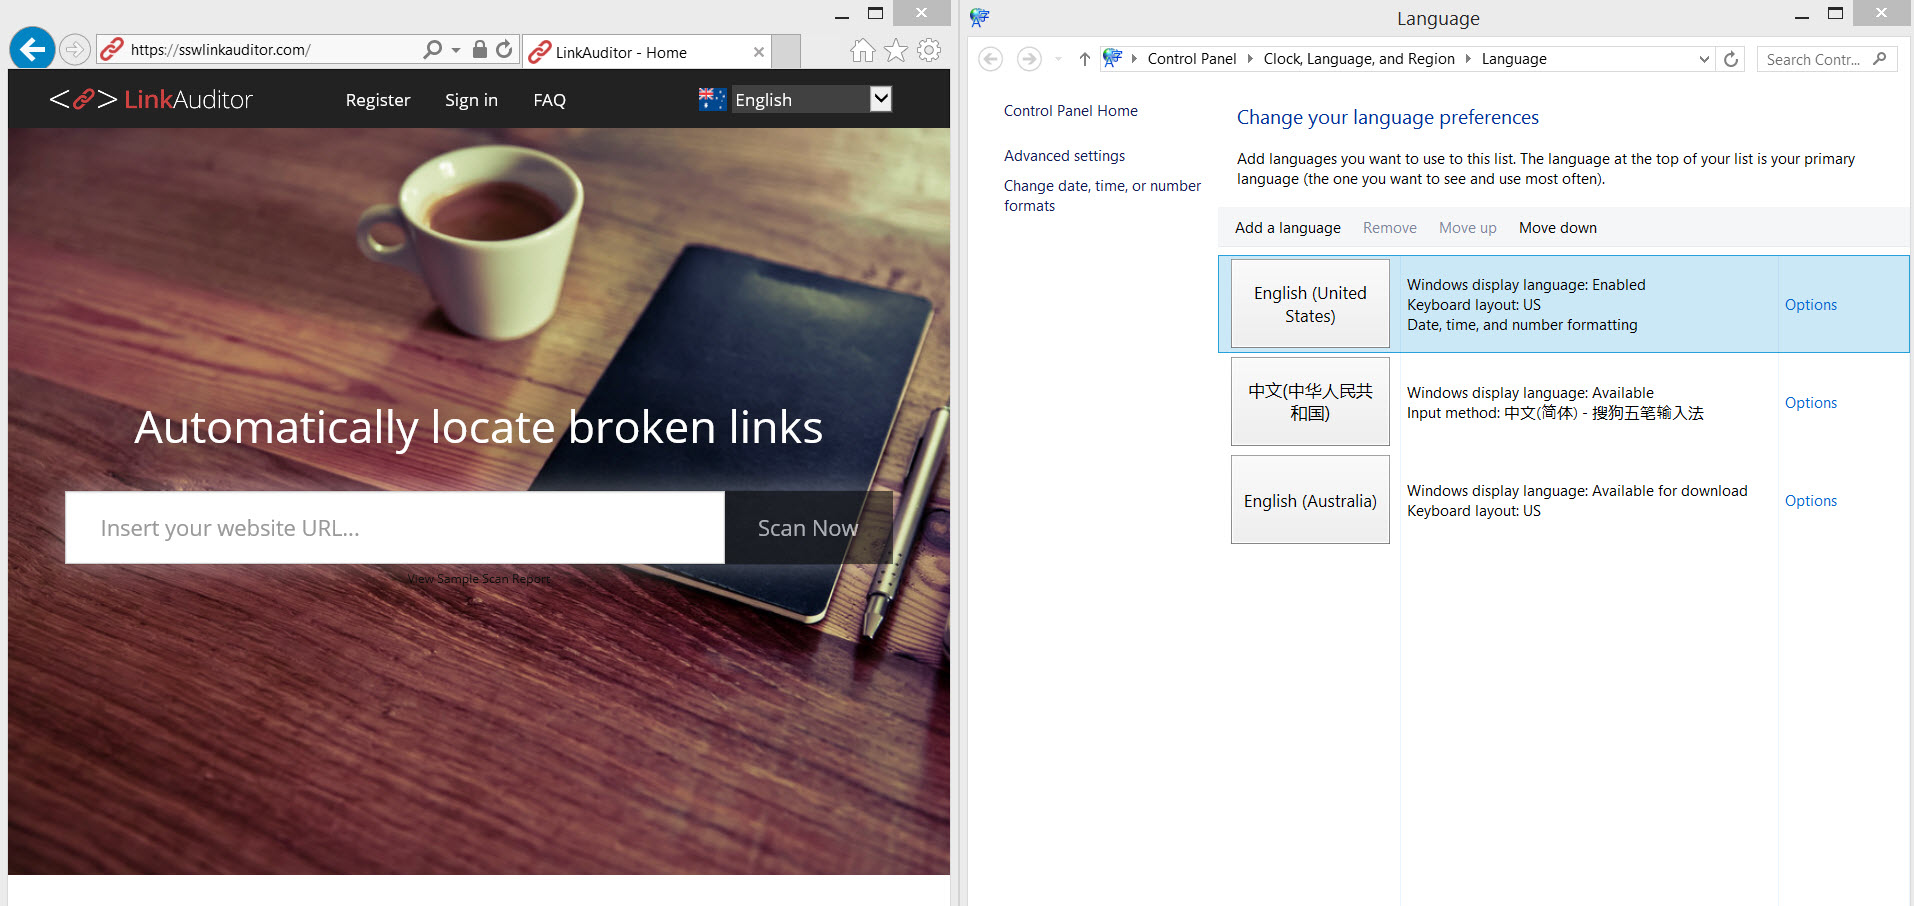 https://sswlinkauditor.com/
LinkAuditor - Home
<> LinkAuditor
Register
Sign in
FAQ
English
Automatically locate broken links
Insert your website URL...
Scan Now
View Sample Scan Report
Language
Control Panel
Clock, Language, and Region
Language
Search Contr...
Control Panel Home
Advanced settings
Change date, time, or number
formats
Change your language preferences
Add languages you want to use to this list. The language at the top of your list is your primary
language (the one you want to see and use most often).
Add a language
Remove
Move up
Move down
English (United
States)
Windows display language: Enabled
Keyboard layout: US
Date, time, and number formatting
Options
中文(中华人民共
和国)
Windows display language: Available
Input method: 中文(简体) - 搜狗五笔输入法
Options
English (Australia)
Windows display language: Available for download
Keyboard layout: US
Options